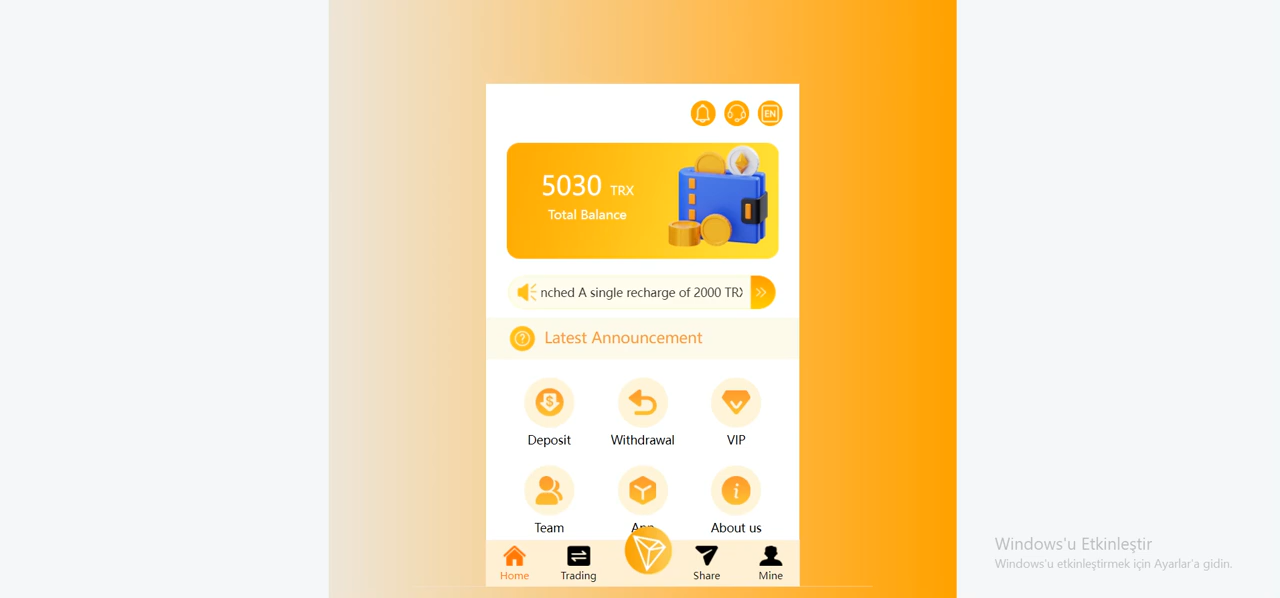 EN
5030 TRX
Total Balance
nched A single recharge of 2000 TRX
Latest Announcement
Deposit Withdrawal VIP
Team App About us
Home Trading Share Mine
Windows'u Etkinleştir
Windows'u etkinleştirmek için Ayarlar'a gidin.